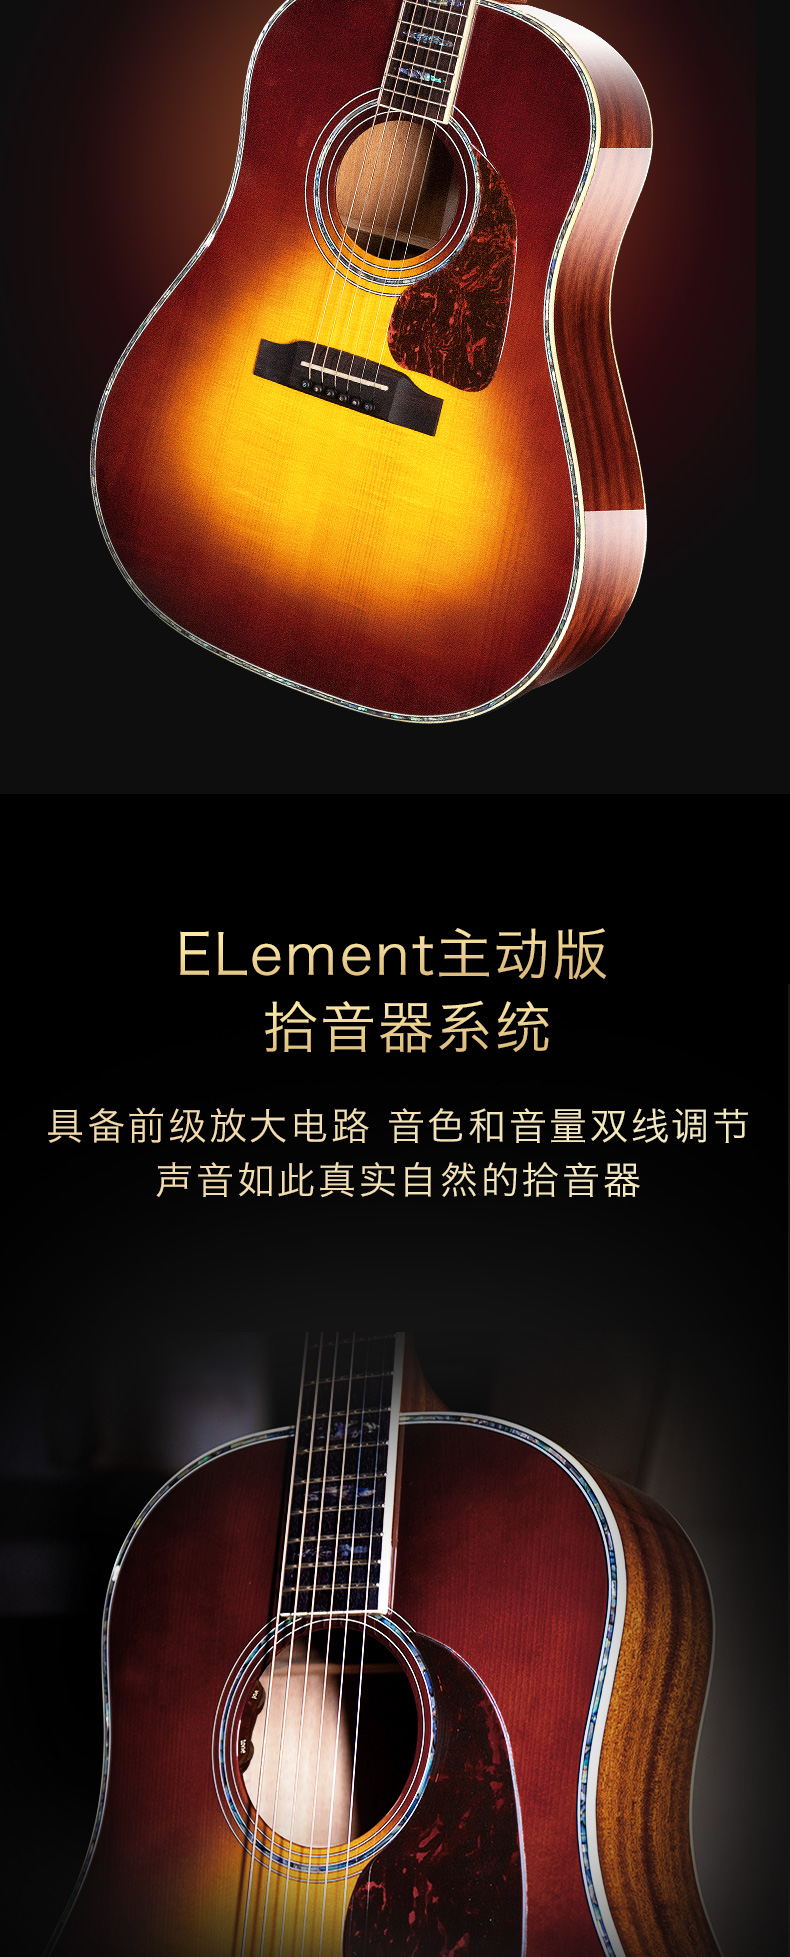 ELement主动版
拾音器系统
具备前级放大电路 音色和音量双线调节
声音如此真实自然的拾音器
vol
tone